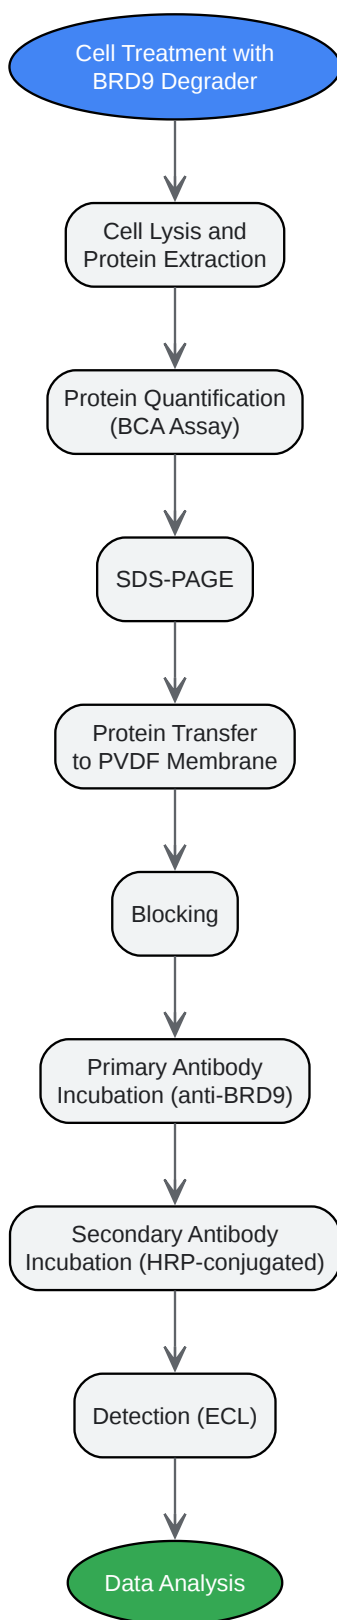 Cell Treatment with
BRD9 Degrader
Cell Lysis and
Protein Extraction
Protein Quantification
(BCA Assay)
SDS-PAGE
Protein Transfer
to PVDF Membrane
Blocking
Primary Antibody
Incubation (anti-BRD9)
Secondary Antibody
Incubation (HRP-conjugated)
Detection (ECL)
Data Analysis